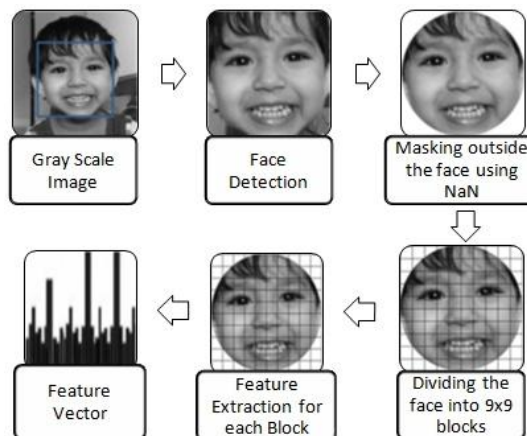 Gray Scale
Image
Face
Detection
Masking outside
the face using
NaN
Feature
Vector
Feature
Extraction for
each Block
Dividing the
face into 9x9
blocks